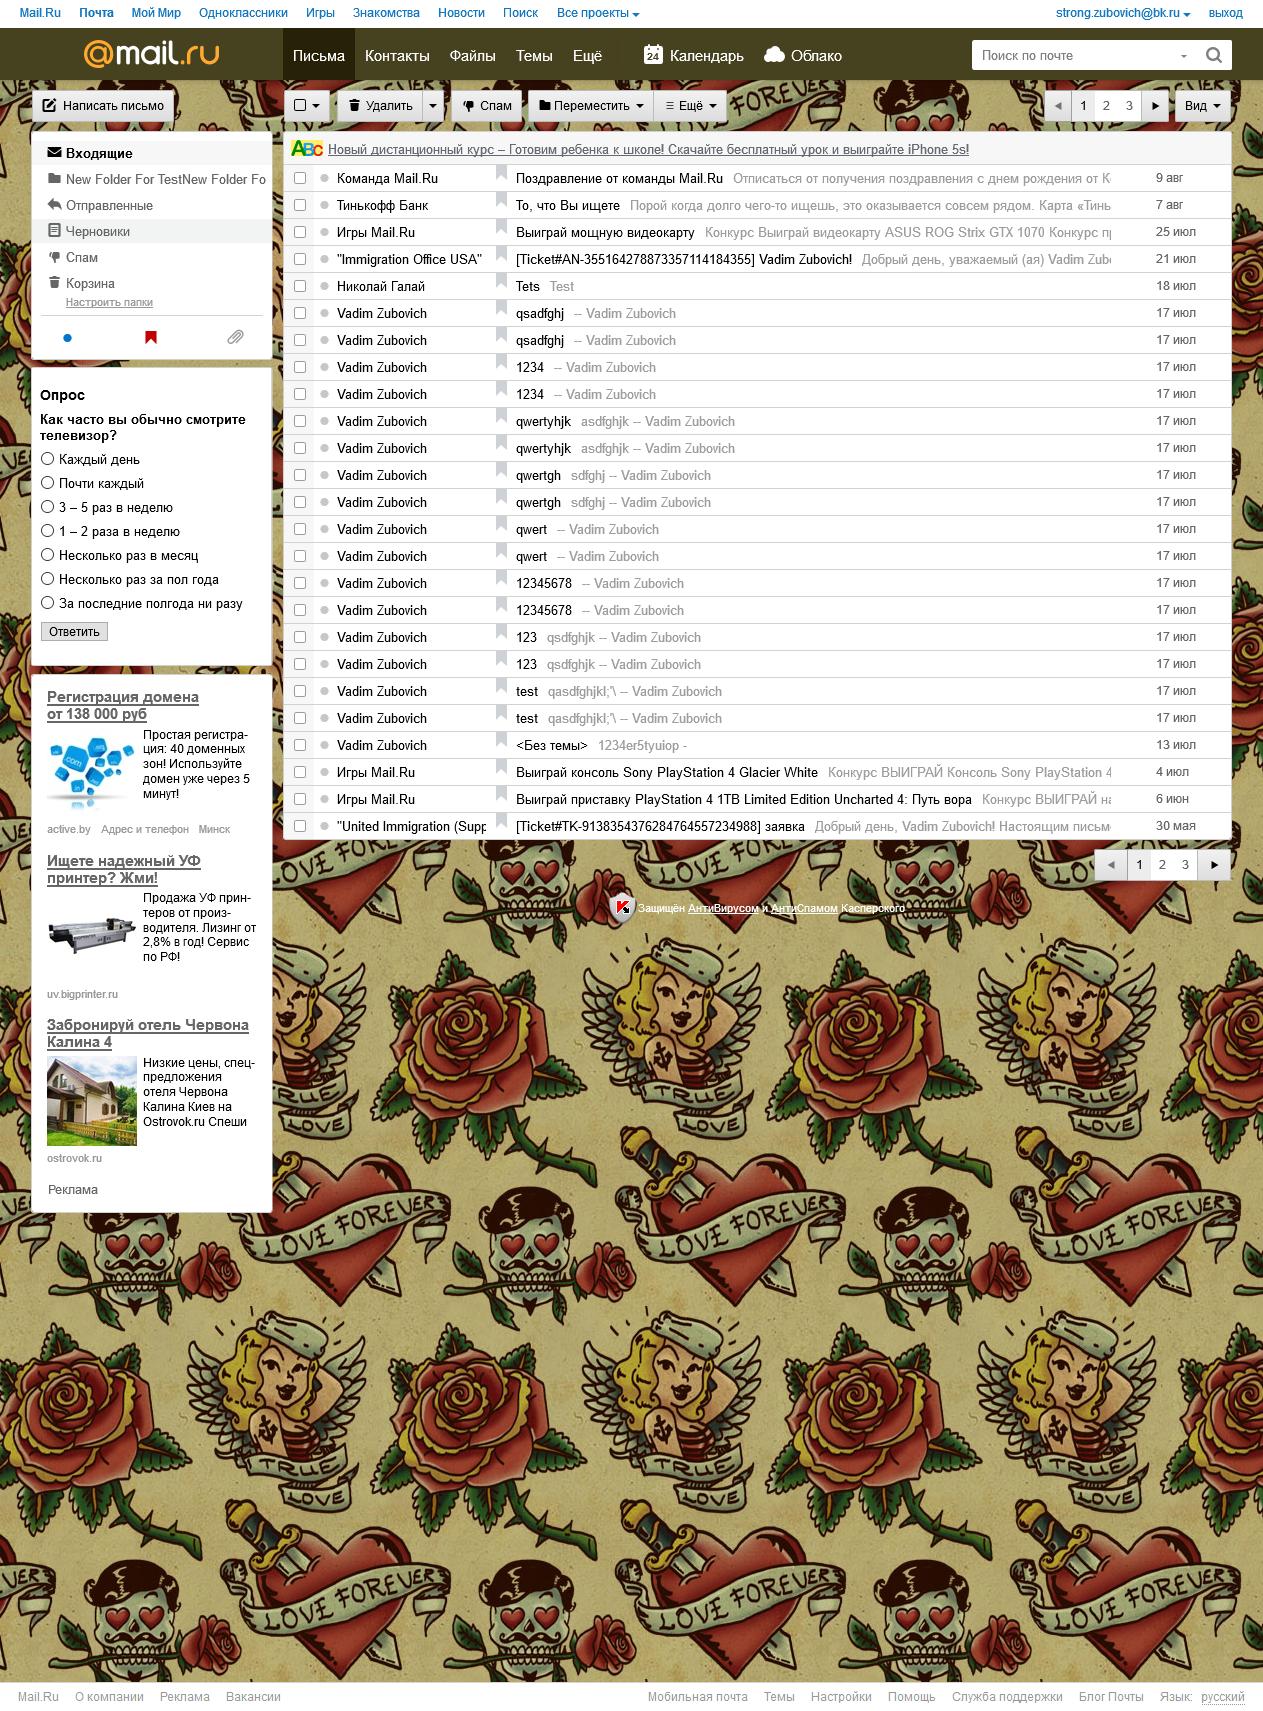 Mail.Ru Почта Мой Мир Одноклассники Игры Знакомства Новости Поиск Все проекты strong.zubovich@bk.ru выход
@mail.ru Письма Контакты Файлы Темы Ещё 24 Календарь Облако Поиск по почте
Написать письмо Удалить Спам Переместить Ещё 1 2 3 Вид
Входящие
New Folder For TestNew Folder Fo
Отправленные
Черновики
Спам
Корзина
Настроить папки
Опрос
Как часто вы обычно смотрите
телевизор?
Каждый день
Почти каждый
3 – 5 раз в неделю
1 – 2 раза в неделю
Несколько раз в месяц
Несколько раз за пол года
За последние полгода ни разу
Ответить
Регистрация домена
от 138 000 руб
Простая регистра-
ция: 40 доменных
зон! Используйте
домен уже через 5
минут!
active.by Адрес и телефон Минск
Ищете надежный УФ
принтер? Жми!
Продажа УФ прин-
теров от произ-
водителя. Лизинг от
2,8% в год! Сервис
по РФ!
uv.bigprinter.ru
Забронируй отель Червона
Калина 4
Низкие цены, спец-
предложения
отеля Червона
Калина Киев на
Ostrovok.ru Спеши
ostrovok.ru
Реклама
ABC Новый дистанционный курс – Готовим ребенка к школе! Скачайте бесплатный урок и выиграйте iPhone 5s!
Команда Mail.Ru Поздравление от команды Mail.Ru Отписаться от получения поздравления с днем рождения от К 9 авг
Тинькофф Банк То, что Вы ищете Порой когда долго чего-то ищешь, это оказывается совсем рядом. Карта «Тинь 7 авг
Игры Mail.Ru Выиграй мощную видеокарту Конкурс Выиграй видеокарту ASUS ROG Strix GTX 1070 Конкурс п 25 июл
"Immigration Office USA" [Ticket#AN-355164278873357114184355] Vadim Zubovich! Добрый день, уважаемый (ая) Vadim Zub 21 июл
Николай Галай Tets Test 18 июл
Vadim Zubovich qsadfghj -- Vadim Zubovich 17 июл
Vadim Zubovich qsadfghj -- Vadim Zubovich 17 июл
Vadim Zubovich 1234 -- Vadim Zubovich 17 июл
Vadim Zubovich 1234 -- Vadim Zubovich 17 июл
Vadim Zubovich qwertyhjk asdfghjk -- Vadim Zubovich 17 июл
Vadim Zubovich qwertyhjk asdfghjk -- Vadim Zubovich 17 июл
Vadim Zubovich qwertgh sdfghj -- Vadim Zubovich 17 июл
Vadim Zubovich qwertgh sdfghj -- Vadim Zubovich 17 июл
Vadim Zubovich qwert -- Vadim Zubovich 17 июл
Vadim Zubovich qwert -- Vadim Zubovich 17 июл
Vadim Zubovich 12345678 -- Vadim Zubovich 17 июл
Vadim Zubovich 12345678 -- Vadim Zubovich 17 июл
Vadim Zubovich 123 qsdfghjk -- Vadim Zubovich 17 июл
Vadim Zubovich 123 qsdfghjk -- Vadim Zubovich 17 июл
Vadim Zubovich test qasdfghjkl;'\ -- Vadim Zubovich 17 июл
Vadim Zubovich test qasdfghjkl;'\ -- Vadim Zubovich 17 июл
Vadim Zubovich <Без темы> 1234er5tyuiop - 13 июл
Игры Mail.Ru Выиграй консоль Sony PlayStation 4 Glacier White Конкурс ВЫИГРАЙ Консоль Sony PlayStation 4 4 июл
Игры Mail.Ru Выиграй приставку PlayStation 4 1TB Limited Edition Uncharted 4: Путь вора Конкурс ВЫИГРАЙ на 6 июн
"United Immigration (Supp [Ticket#TK-9138354376284764557234988] заявка Добрый день, Vadim Zubovich! Настоящим письм 30 мая
1 2 3
Защищён АнтиВирусом и АнтиСпамом Касперского
LOVE FOREVER
TRUE LOVE
Mail.Ru О компании Реклама Вакансии Мобильная почта Темы Настройки Помощь Служба поддержки Блог Почты Язык: русский